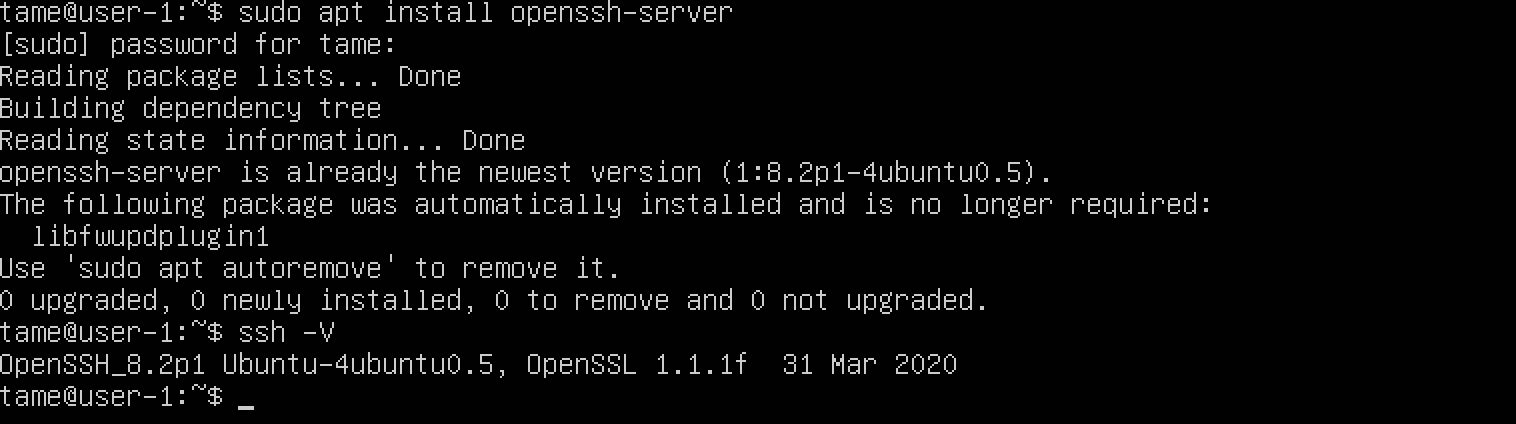 tame@user-1:~$ sudo apt install openssh-server
[sudo] password for tame:
Reading package lists... Done
Building dependency tree
Reading state information... Done
openssh-server is already the newest version (1:8.2p1-4ubuntu0.5).
The following package was automatically installed and is no longer required:
  libfwupdplugin1
Use 'sudo apt autoremove' to remove it.
0 upgraded, 0 newly installed, 0 to remove and 0 not upgraded.
tame@user-1:~$ ssh -V
OpenSSH_8.2p1 Ubuntu-4ubuntu0.5, OpenSSL 1.1.1f  31 Mar 2020
tame@user-1:~$ _